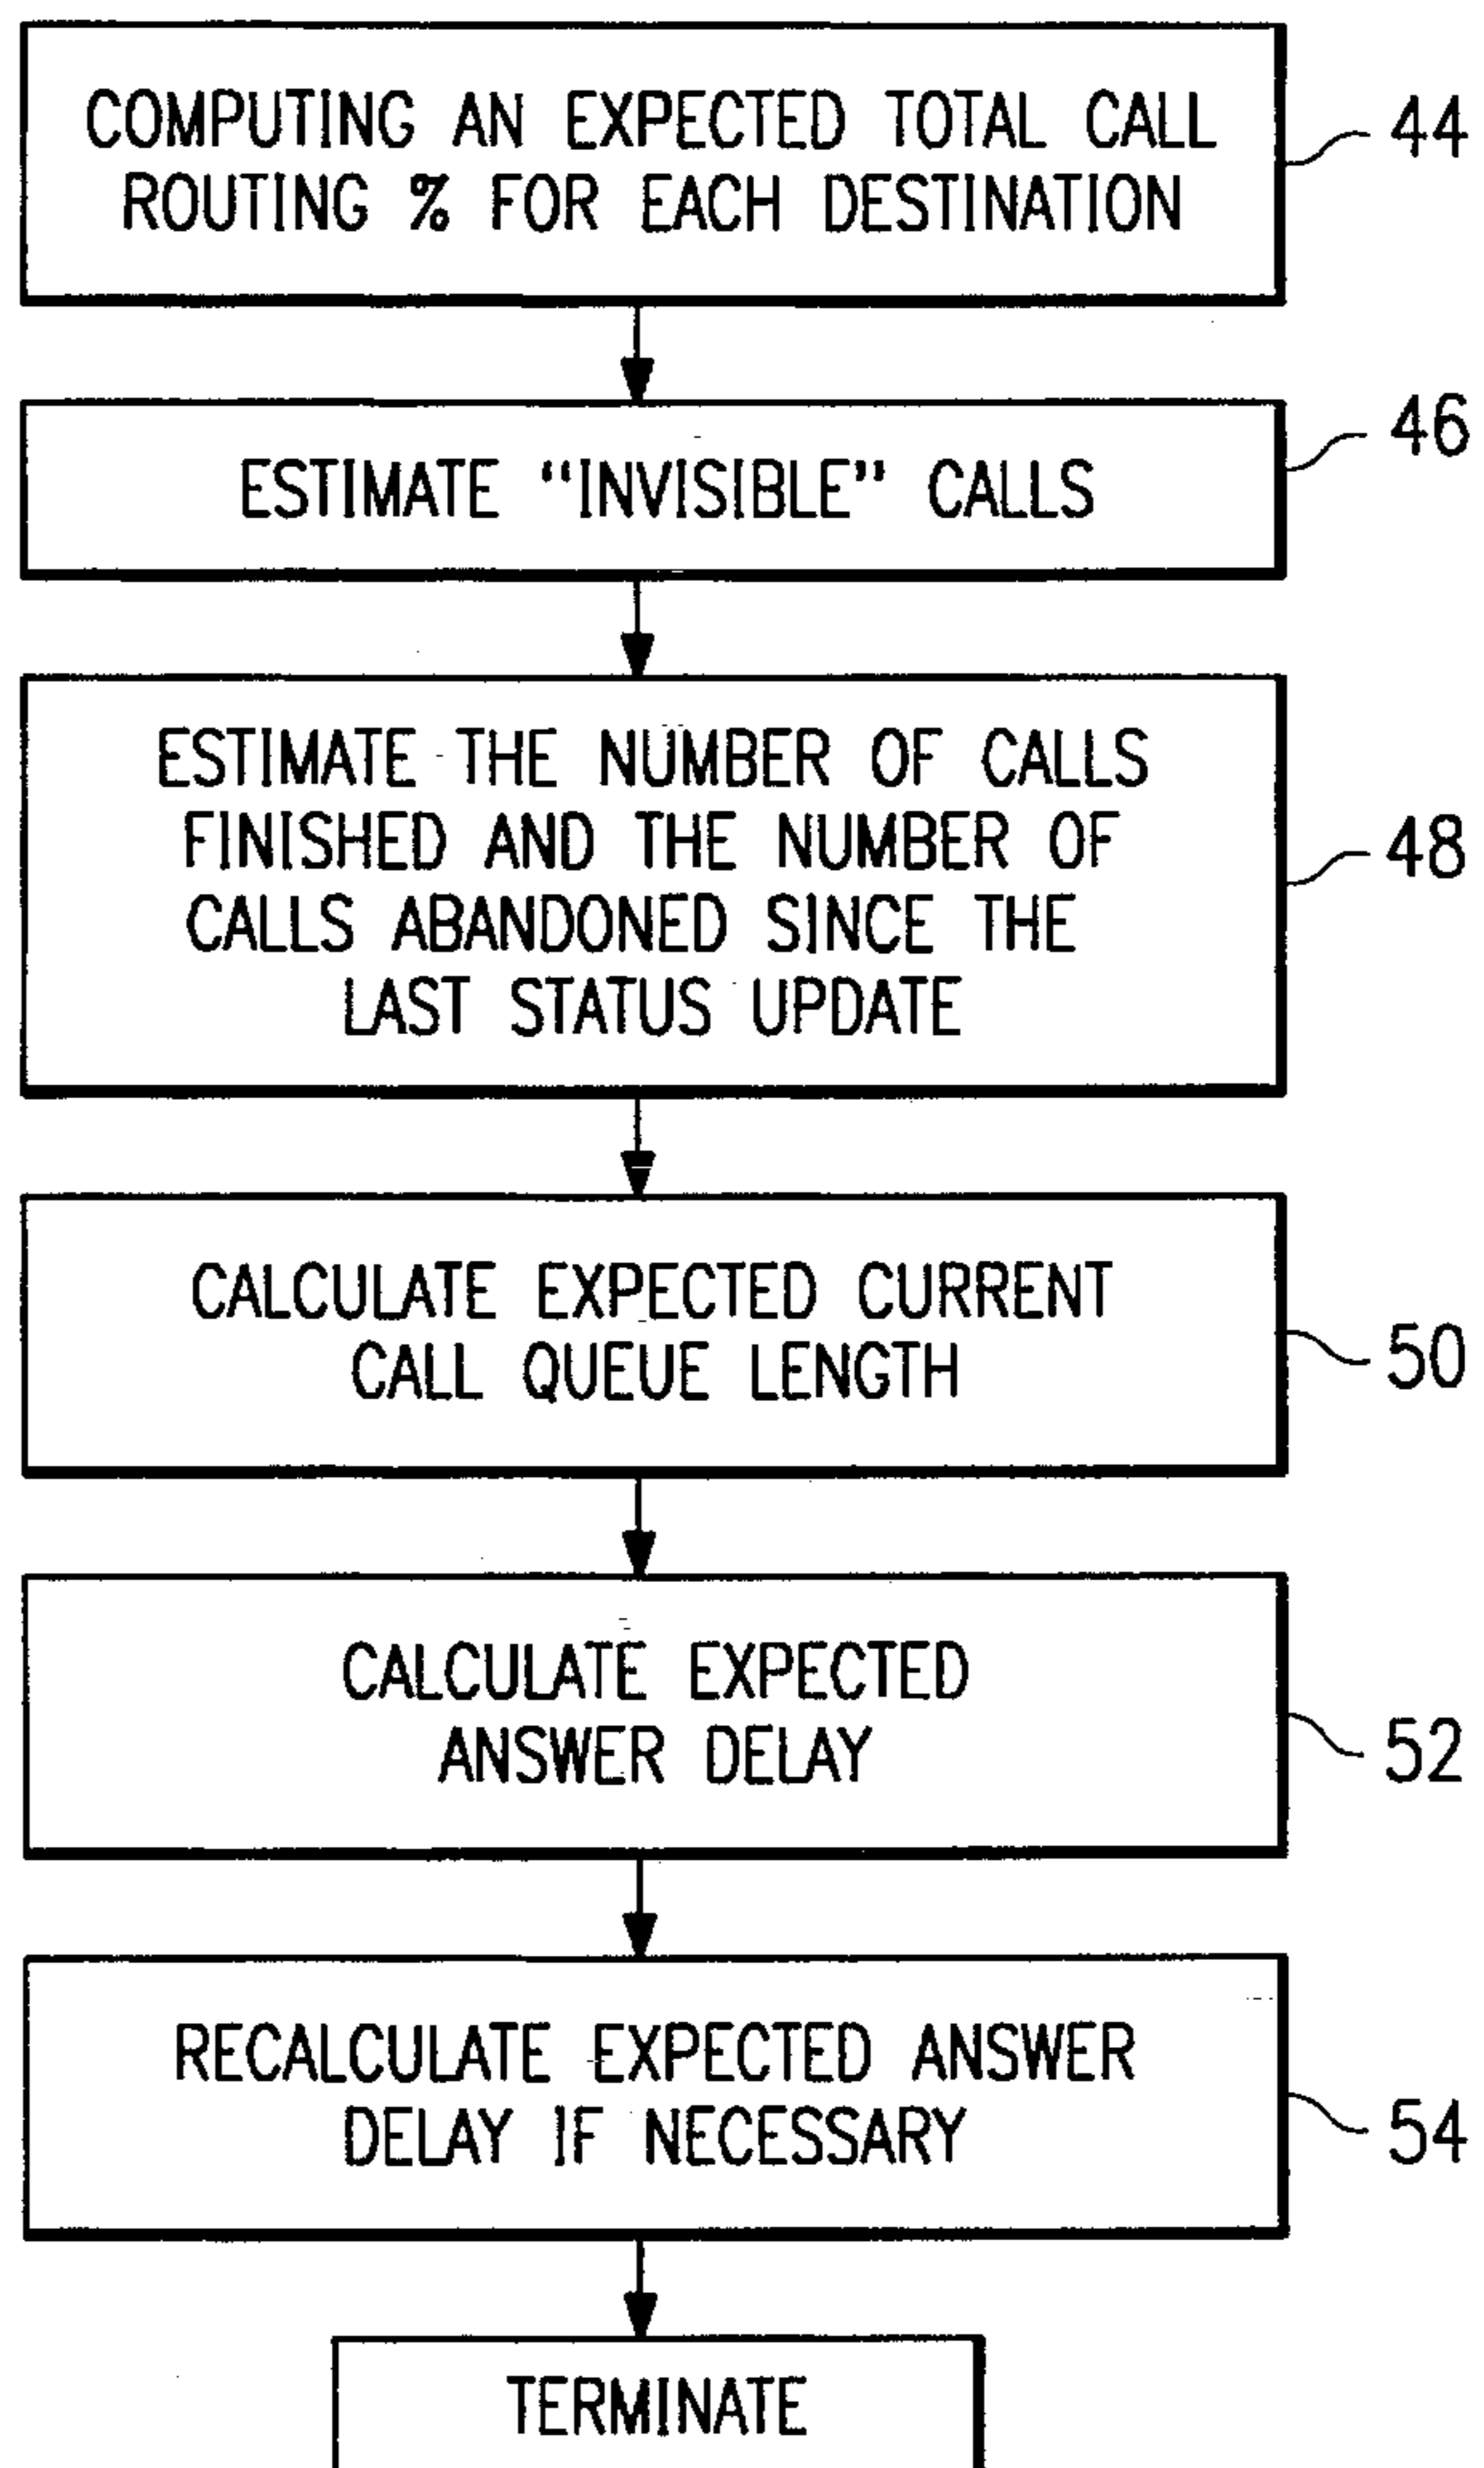 COMPUTING AN EXPECTED TOTAL CALL
ROUTING % FOR EACH DESTINATION
44
ESTIMATE “INVISIBLE” CALLS
46
ESTIMATE THE NUMBER OF CALLS
FINISHED AND THE NUMBER OF
CALLS ABANDONED SINCE THE
LAST STATUS UPDATE
48
CALCULATE EXPECTED CURRENT
CALL QUEUE LENGTH
50
CALCULATE EXPECTED
ANSWER DELAY
52
RECALCULATE EXPECTED ANSWER
DELAY IF NECESSARY
54
TERMINATE